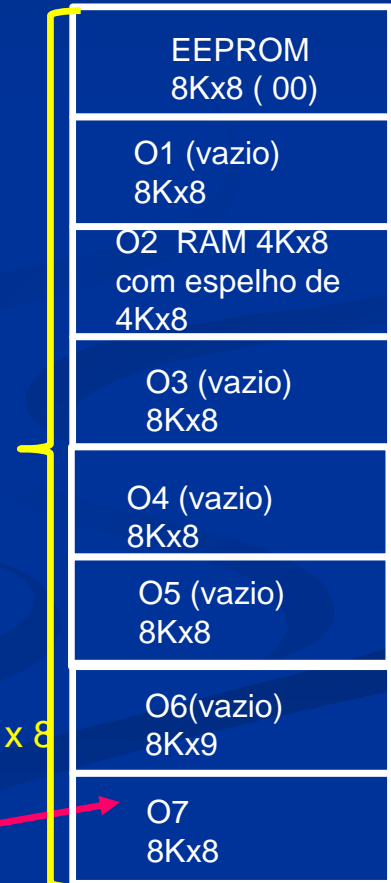 EEPROM
8Kx8 ( 00)
O1 (vazio)
8Kx8
O2 RAM 4Kx8
com espelho de
4Kx8
O3 (vazio)
8Kx8
O4 (vazio)
8Kx8
O5 (vazio)
8Kx8
O6(vazio)
8Kx9
x 8
O7
8Kx8